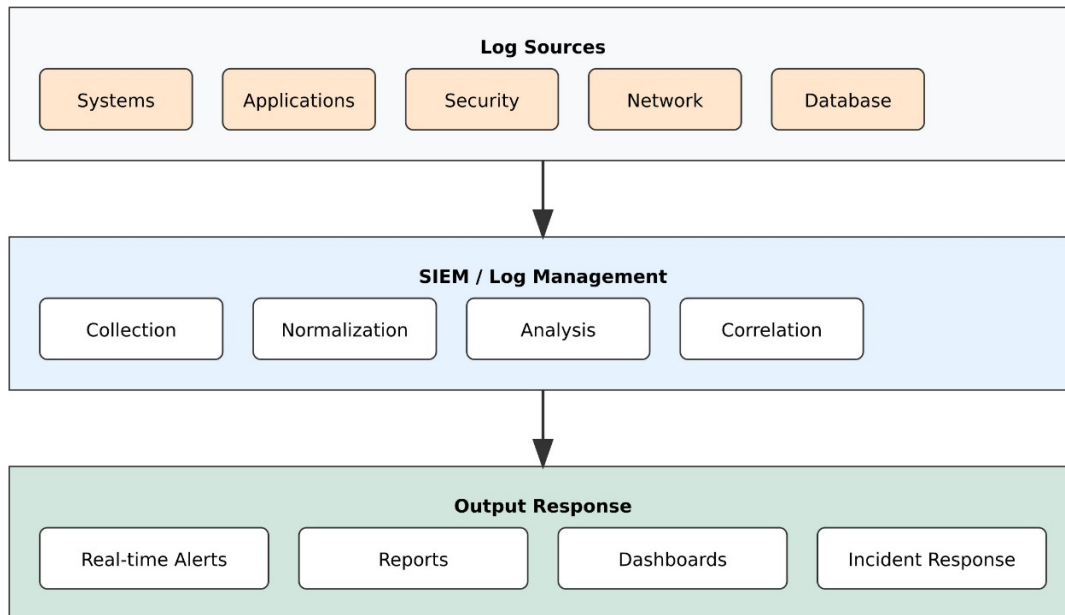 Log Sources
Systems
Applications
Security
Network
Database
SIEM / Log Management
Collection
Normalization
Analysis
Correlation
Output Response
Real-time Alerts
Reports
Dashboards
Incident Response